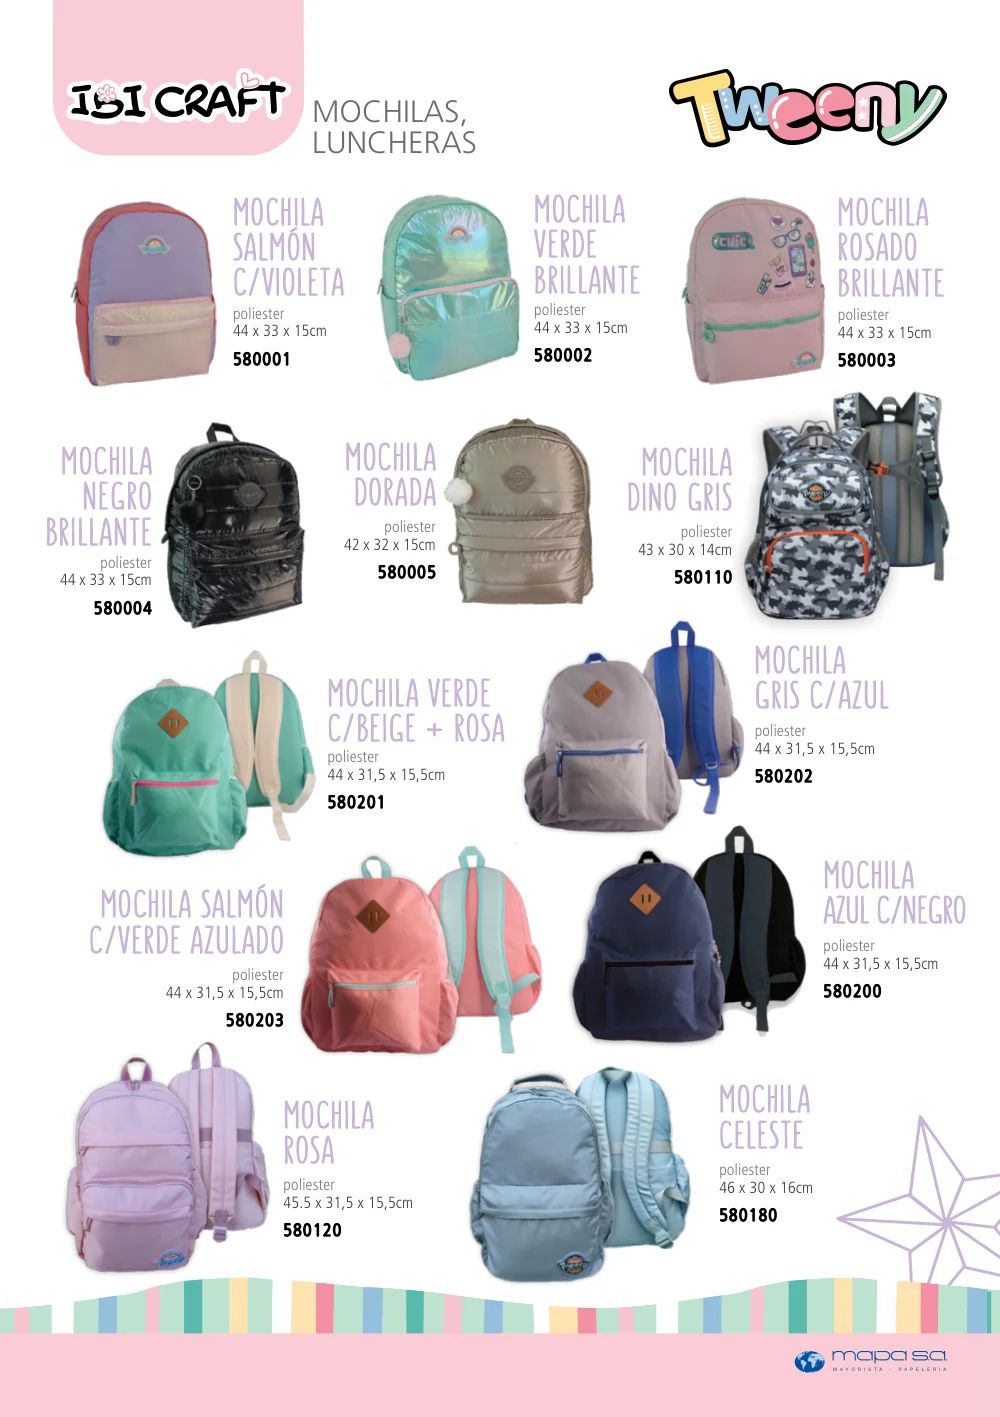 IBI CRAFT
MOCHILAS,
LUNCHERAS
Tweeny
MOCHILA
SALMÓN
C/VIOLETA
poliester
44 x 33 x 15cm
580001
MOCHILA
VERDE
BRILLANTE
poliester
44 x 33 x 15cm
580002
chic
MOCHILA
ROSADO
BRILLANTE
poliester
44 x 33 x 15cm
580003
MOCHILA
NEGRO
BRILLANTE
poliester
44 x 33 x 15cm
580004
MOCHILA
DORADA
poliester
42 x 32 x 15cm
580005
MOCHILA
DINO GRIS
poliester
43 x 30 x 14cm
580110
Tweeny
MOCHILA VERDE
C/BEIGE + ROSA
poliester
44 x 31,5 x 15,5cm
580201
MOCHILA
GRIS C/AZUL
poliester
44 x 31,5 x 15,5cm
580202
MOCHILA SALMÓN
C/VERDE AZULADO
poliester
44 x 31,5 x 15,5cm
580203
MOCHILA
AZUL C/NEGRO
poliester
44 x 31,5 x 15,5cm
580200
MOCHILA
ROSA
poliester
45.5 x 31,5 x 15,5cm
580120
MOCHILA
CELESTE
poliester
46 x 30 x 16cm
580180
Tweeny
mapa s.a.
MAYORISTA - PAPELERIA